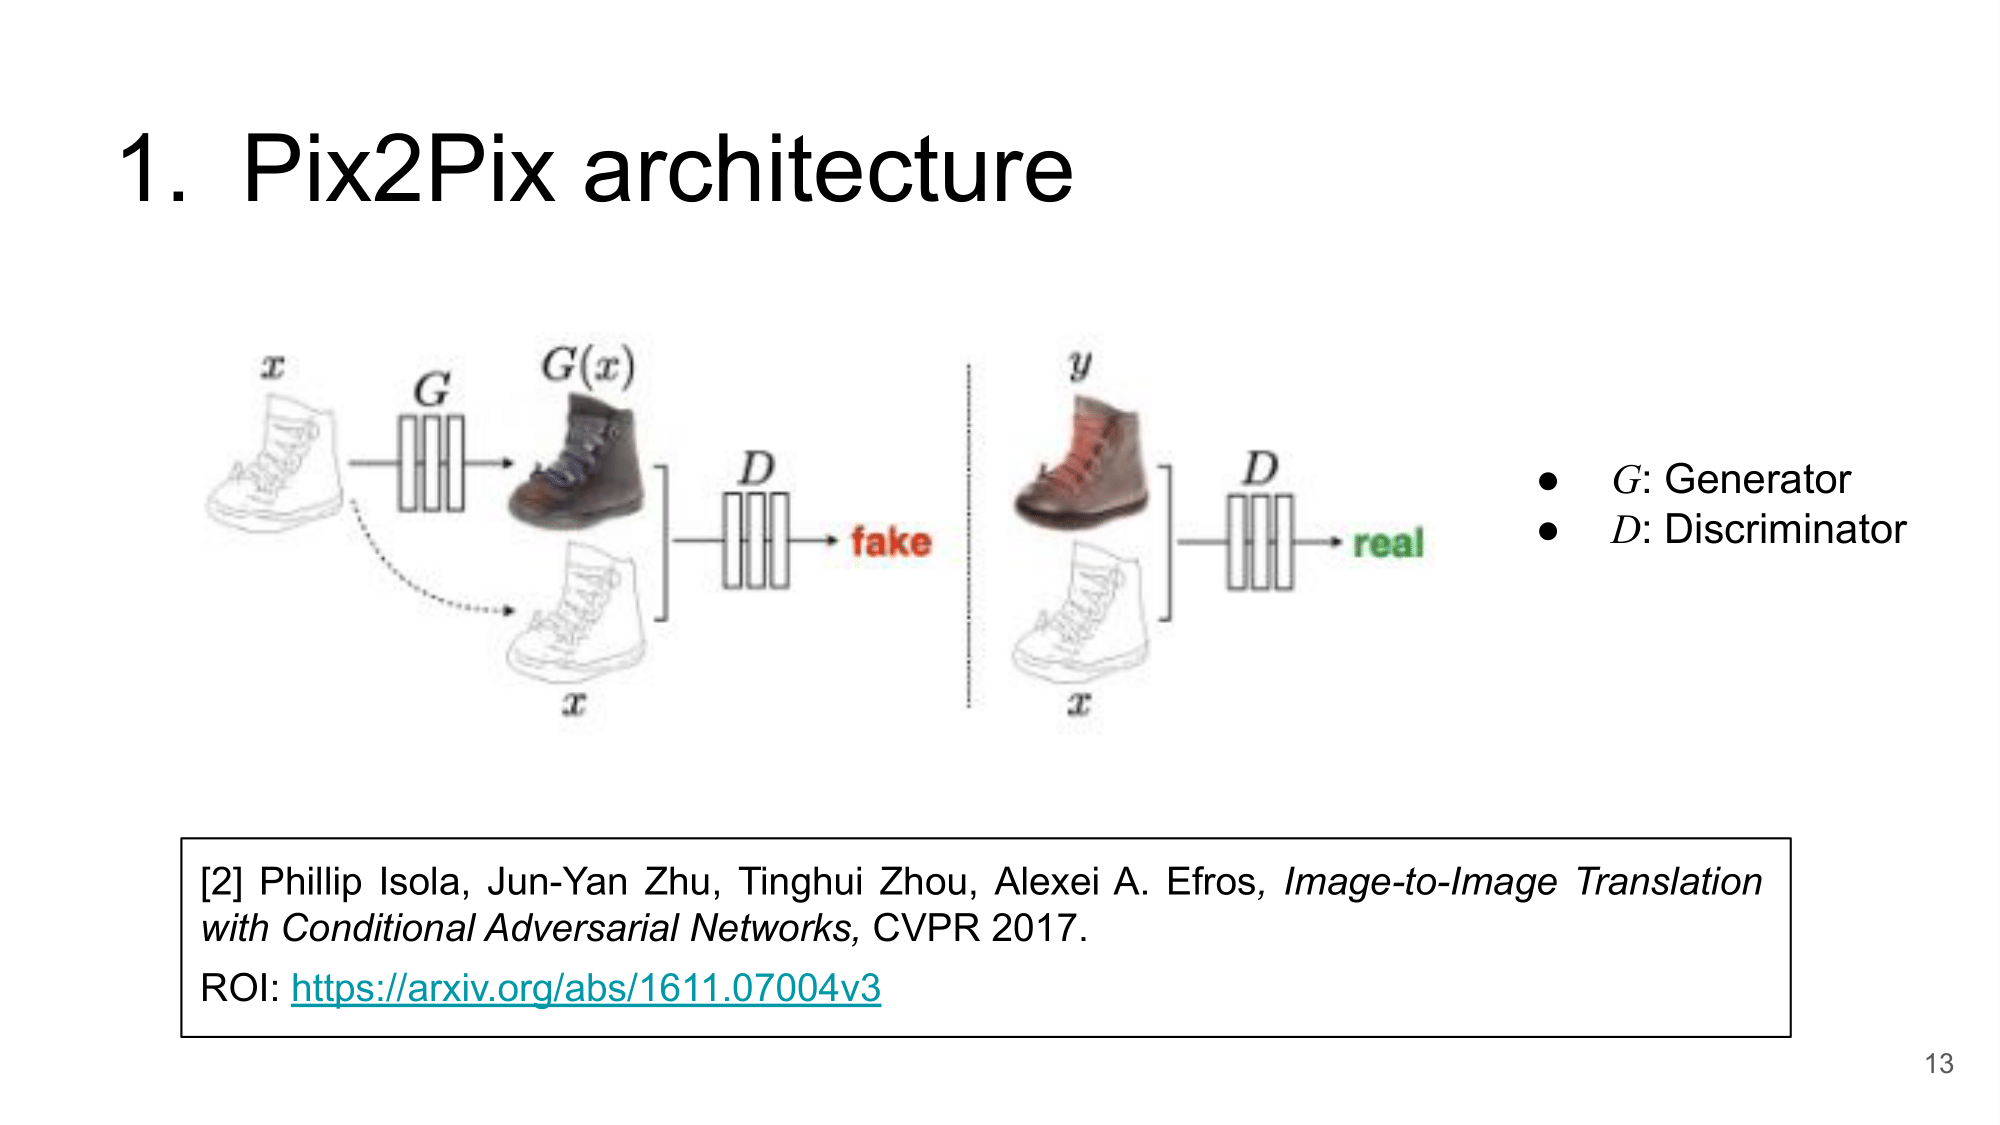 1. Pix2Pix architecture
x
G
G(x)
D
fake
x
y
D
real
x
● G: Generator
● D: Discriminator
[2] Phillip Isola, Jun-Yan Zhu, Tinghui Zhou, Alexei A. Efros, Image-to-Image Translation
with Conditional Adversarial Networks, CVPR 2017.
ROI: https://arxiv.org/abs/1611.07004v3
13